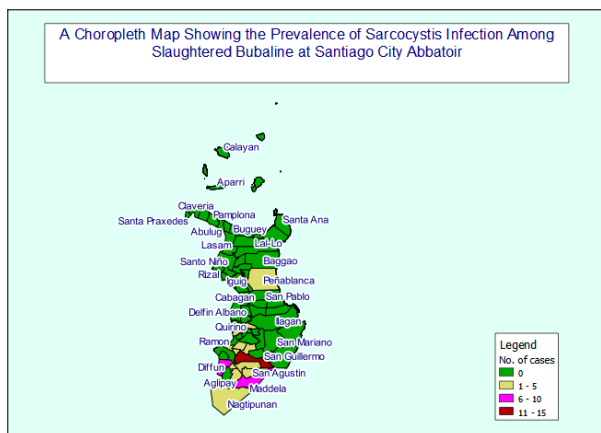 A Choropleth Map Showing the Prevalence of Sarcocystis Infection Among
Slaughtered Bubaline at Santiago City Abbatoir
Calayan
Aparri
Claveria
Santa Praxedes
Pamplona
Santa Ana
Abulug
Buguey
Lasam
Lal-Lo
Santo Niño
Baggao
Rizal
Iguig
Peñablanca
Cabagan
San Pablo
Delfin Albano
Ilagan
Quirino
Ramon
San Mariano
San Guillermo
Diffun
San Agustin
Aglipay
Maddela
Nagtipunan
Legend
No. of cases
0
1 - 5
6 - 10
11 - 15